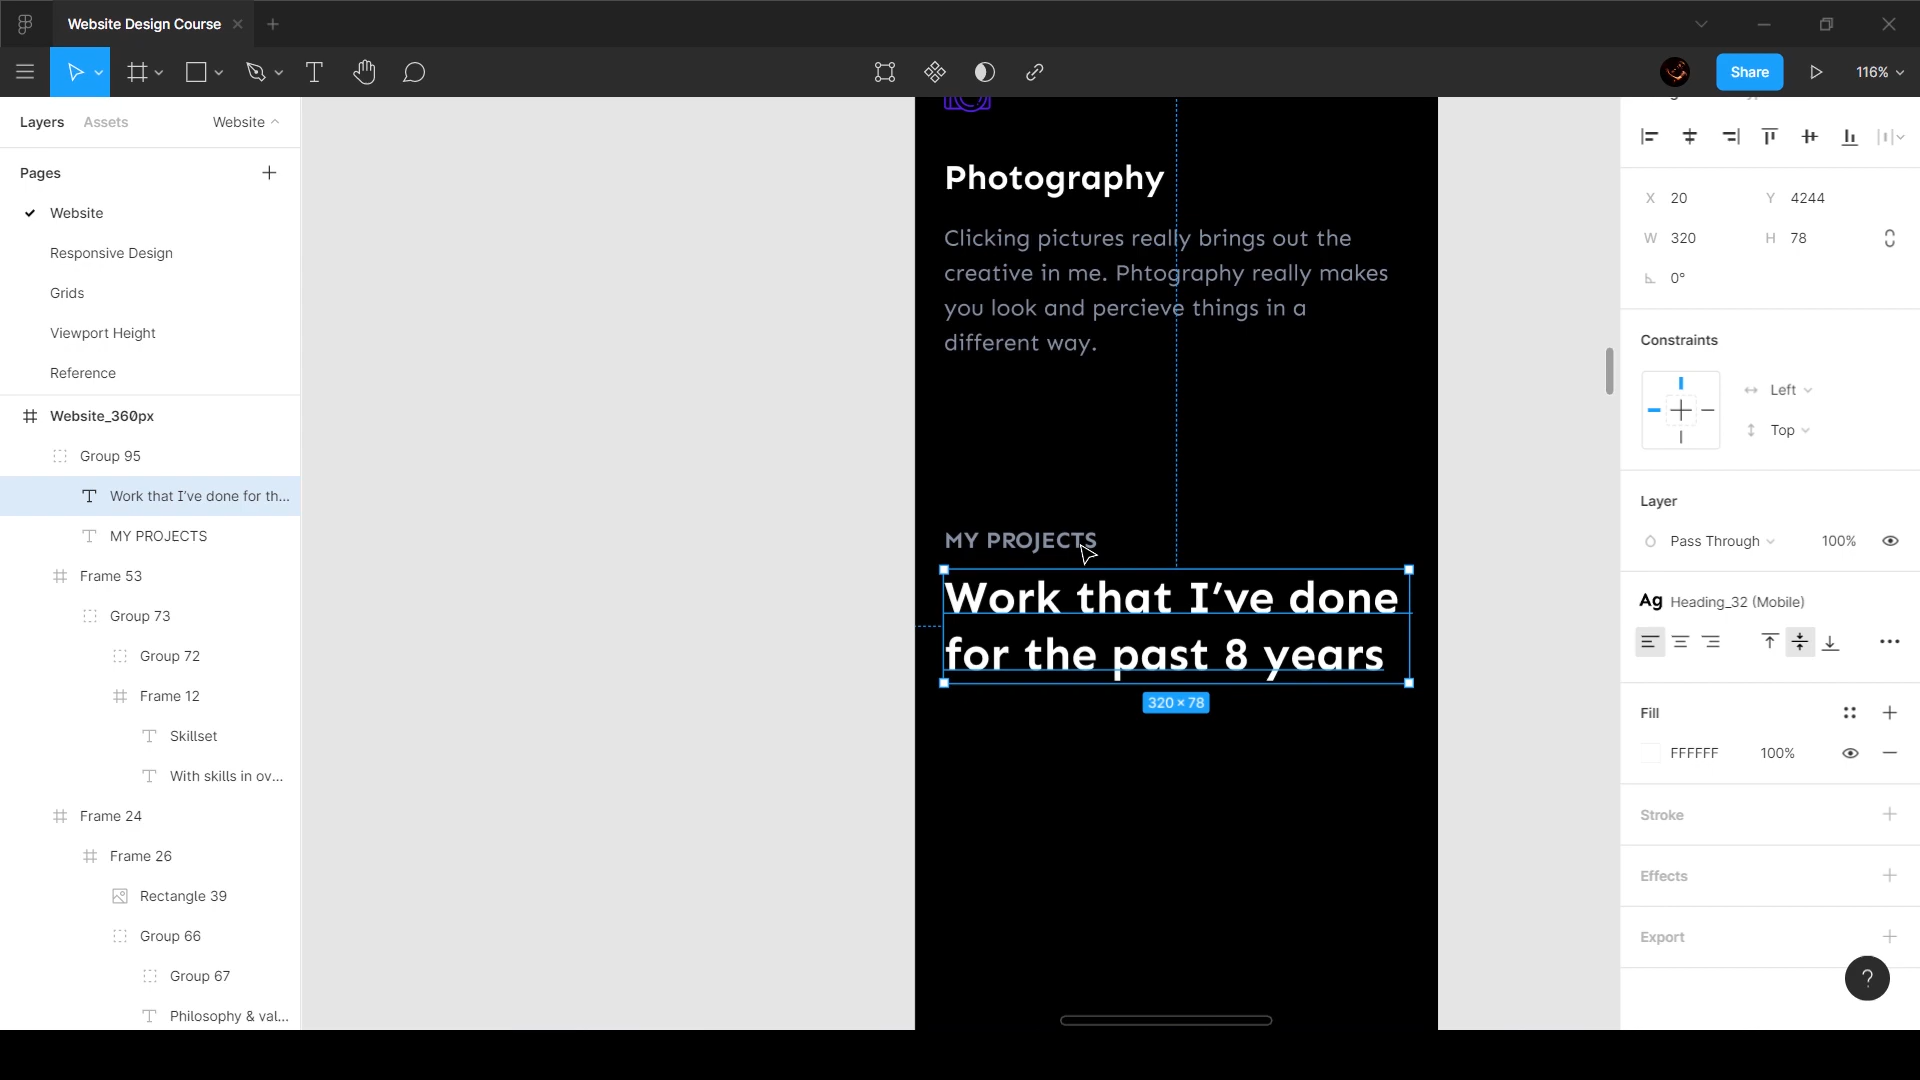 Website Design Course
Share
116%
Layers
Assets
Website
Pages
Website
Responsive Design
Grids
Viewport Height
Reference
Website_360px
Group 95
Work that I've done for th...
MY PROJECTS
Frame 53
Group 73
Group 72
Frame 12
Skillset
With skills in ov...
Frame 24
Frame 26
Rectangle 39
Group 66
Group 67
Philosophy & val...
Photography
Clicking pictures really brings out the
creative in me. Phtography really makes
you look and percieve things in a
different way.
MY PROJECTS
Work that I've done
for the past 8 years
320 × 78
X 20
Y 4244
W 320
H 78
0°
Constraints
Left
Top
Layer
Pass Through
100%
Ag Heading_32 (Mobile)
Fill
FFFFFF
100%
Stroke
Effects
Export
?